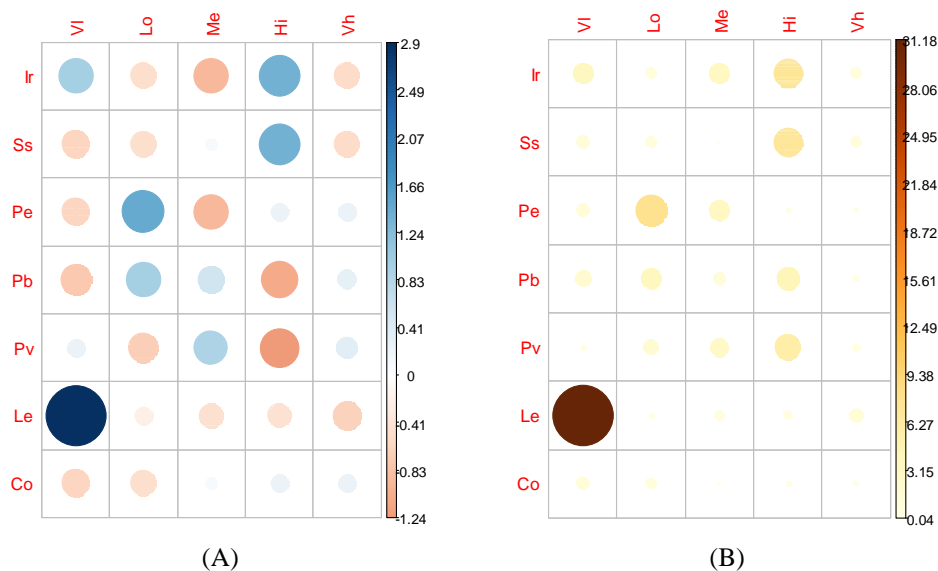 Vl Lo Me Hi Vh
Ir
Ss
Pe
Pb
Pv
Le
Co
2.9
2.49
2.07
1.66
1.24
0.83
0.41
0
-0.41
-0.83
-1.24
(A)
Vl Lo Me Hi Vh
Ir
Ss
Pe
Pb
Pv
Le
Co
31.18
28.06
24.95
21.84
18.72
15.61
12.49
9.38
6.27
3.15
0.04
(B)